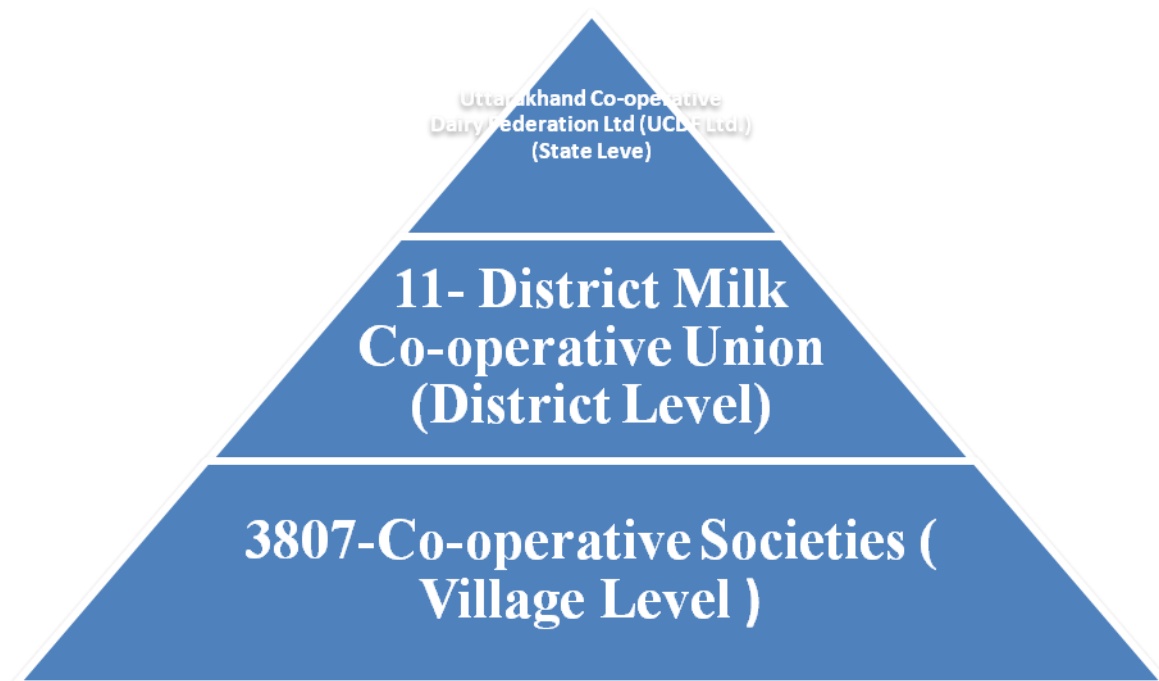 Uttarakhand Co-operative
Dairy Federation Ltd (UCDF Ltd.)
(State Leve)
11- District Milk
Co-operative Union
(District Level)
3807-Co-operative Societies (
Village Level )